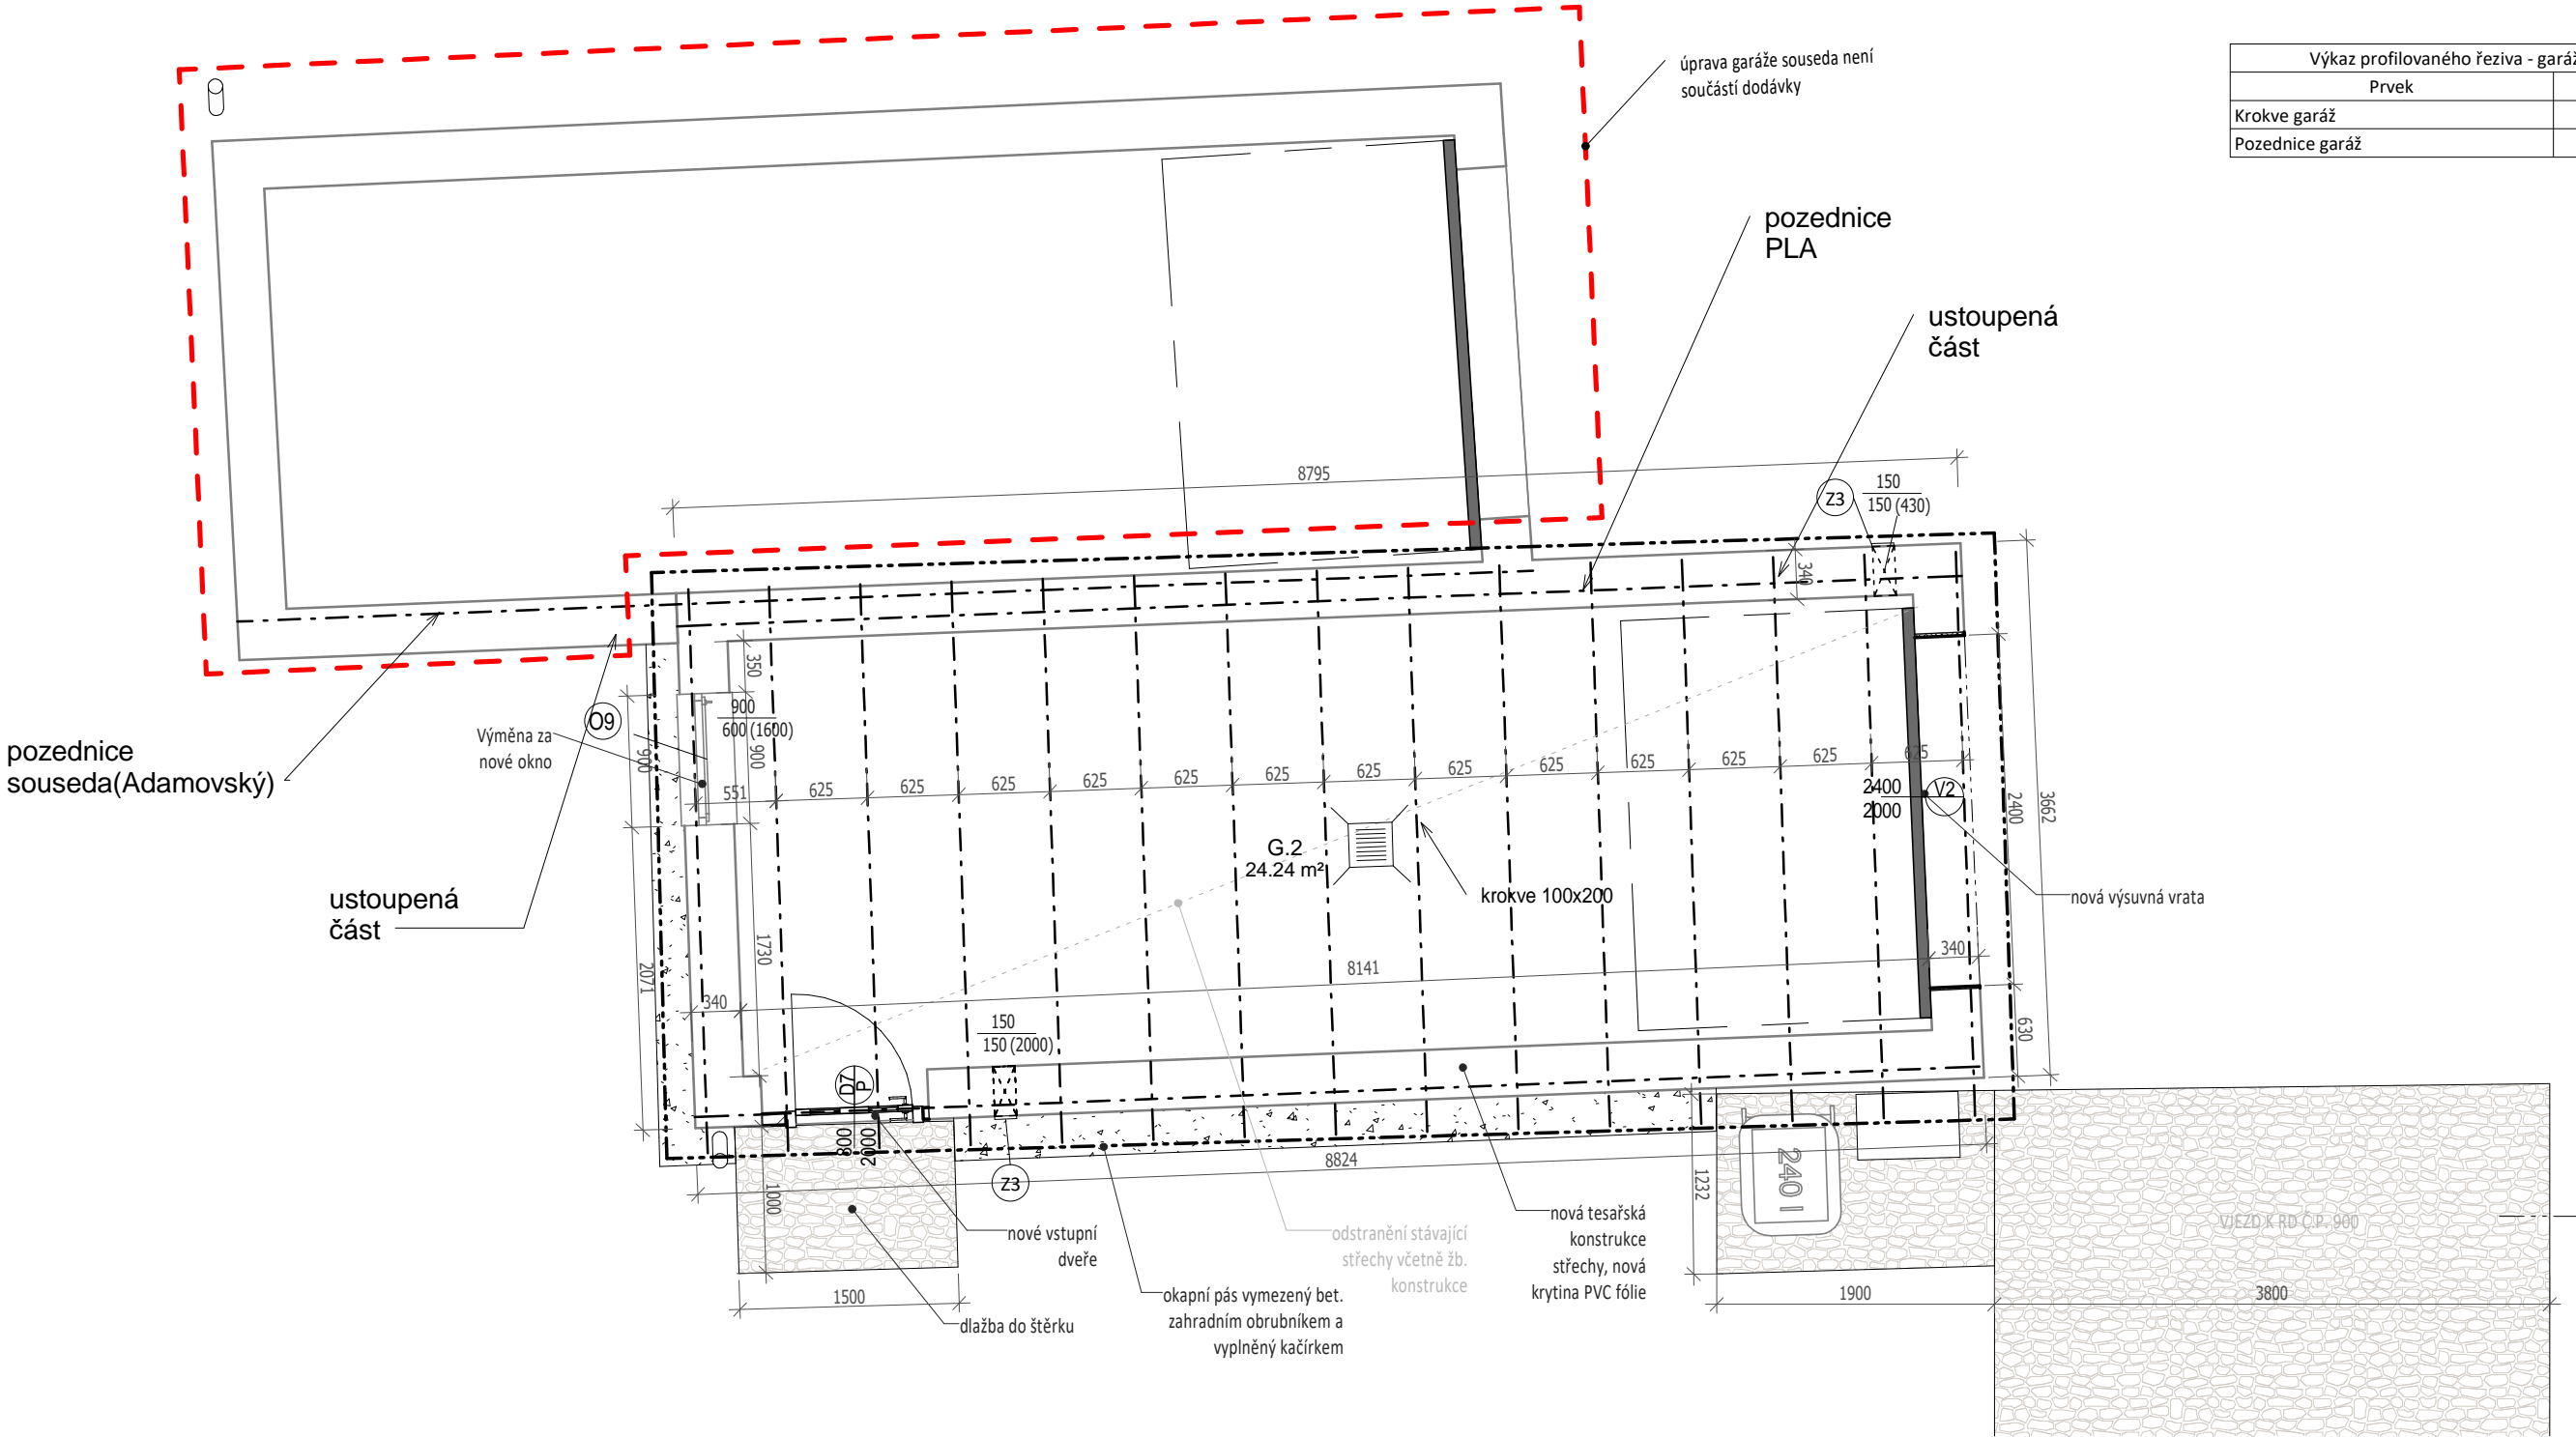 úprava garáže souseda není
součástí dodávky
Výkaz profilovaného řeziva - garáž
Prvek
Krokve garáž
Pozednice garáž
pozednice
PLA
ustoupená
část
8795
Z3
150
150 (430)
340
350
O9
900
600 (1600)
Výměna za
nové okno
900
900
pozednice
souseda(Adamovský)
551
625
625
625
625
625
625
625
625
625
625
625
625
625
2400
2000
V2
2400
3662
G.2
24.24 m²
krokve 100x200
nová výsuvná vrata
ustoupená
část
1730
2071
8141
340
340
630
150
150 (2000)
D7
P
800
2000
8824
Z3
1000
1232
240 l
nové vstupní
dveře
odstranění stávající
střechy včetně žb.
konstrukce
nová tesařská
konstrukce
střechy, nová
krytina PVC fólie
VJEZD K RD Č.P. 900
1500
dlažba do štěrku
okapní pás vymezený bet.
zahradním obrubníkem a
vyplněný kačírkem
1900
3800